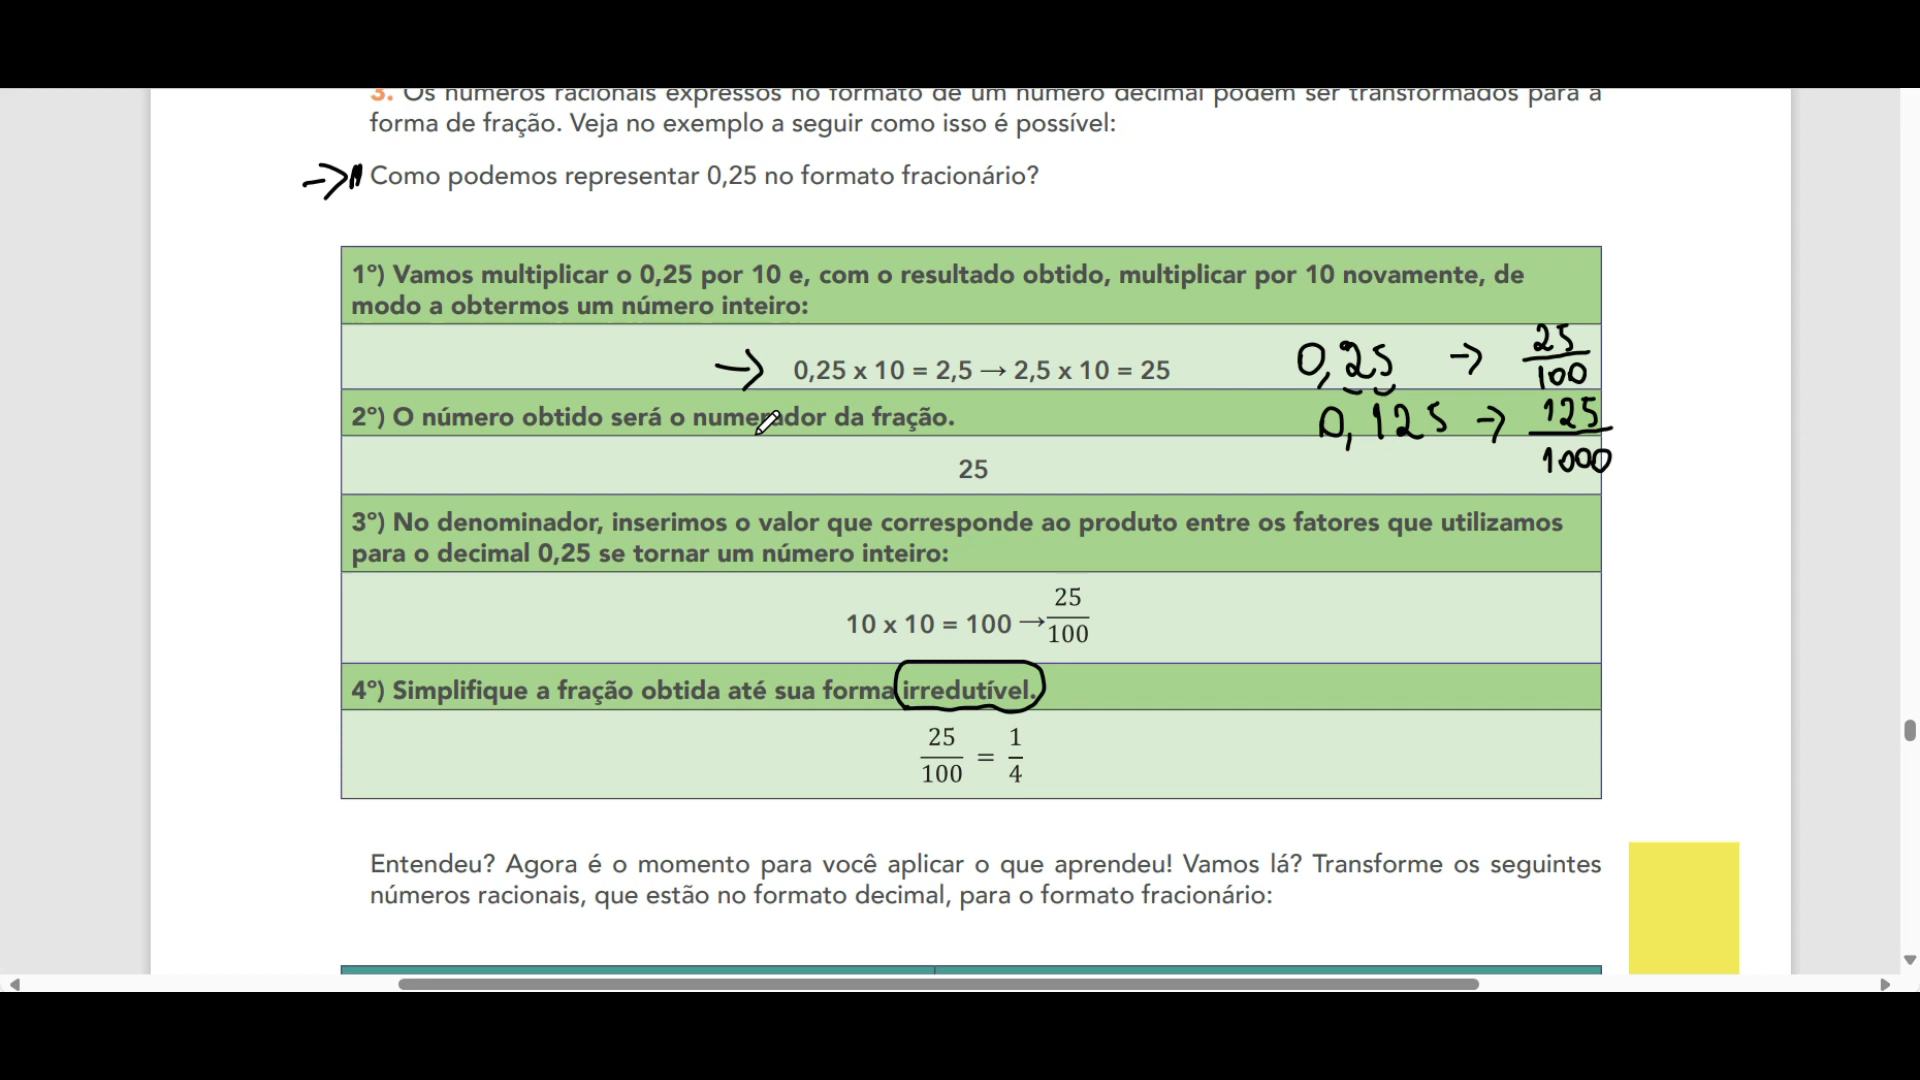 3. Os números racionais expressos no formato de um número decimal podem ser transformados para a
forma de fração. Veja no exemplo a seguir como isso é possível:
Como podemos representar 0,25 no formato fracionário?
1º) Vamos multiplicar o 0,25 por 10 e, com o resultado obtido, multiplicar por 10 novamente, de
modo a obtermos um número inteiro:
→ 0,25 x 10 = 2,5 → 2,5 x 10 = 25
0,25 → 25/100
2º) O número obtido será o numerador da fração.
0,125 → 125/1000
25
3º) No denominador, inserimos o valor que corresponde ao produto entre os fatores que utilizamos
para o decimal 0,25 se tornar um número inteiro:
10 x 10 = 100 → 25/100
4º) Simplifique a fração obtida até sua forma irredutível.
25/100 = 1/4
Entendeu? Agora é o momento para você aplicar o que aprendeu! Vamos lá? Transforme os seguintes
números racionais, que estão no formato decimal, para o formato fracionário: